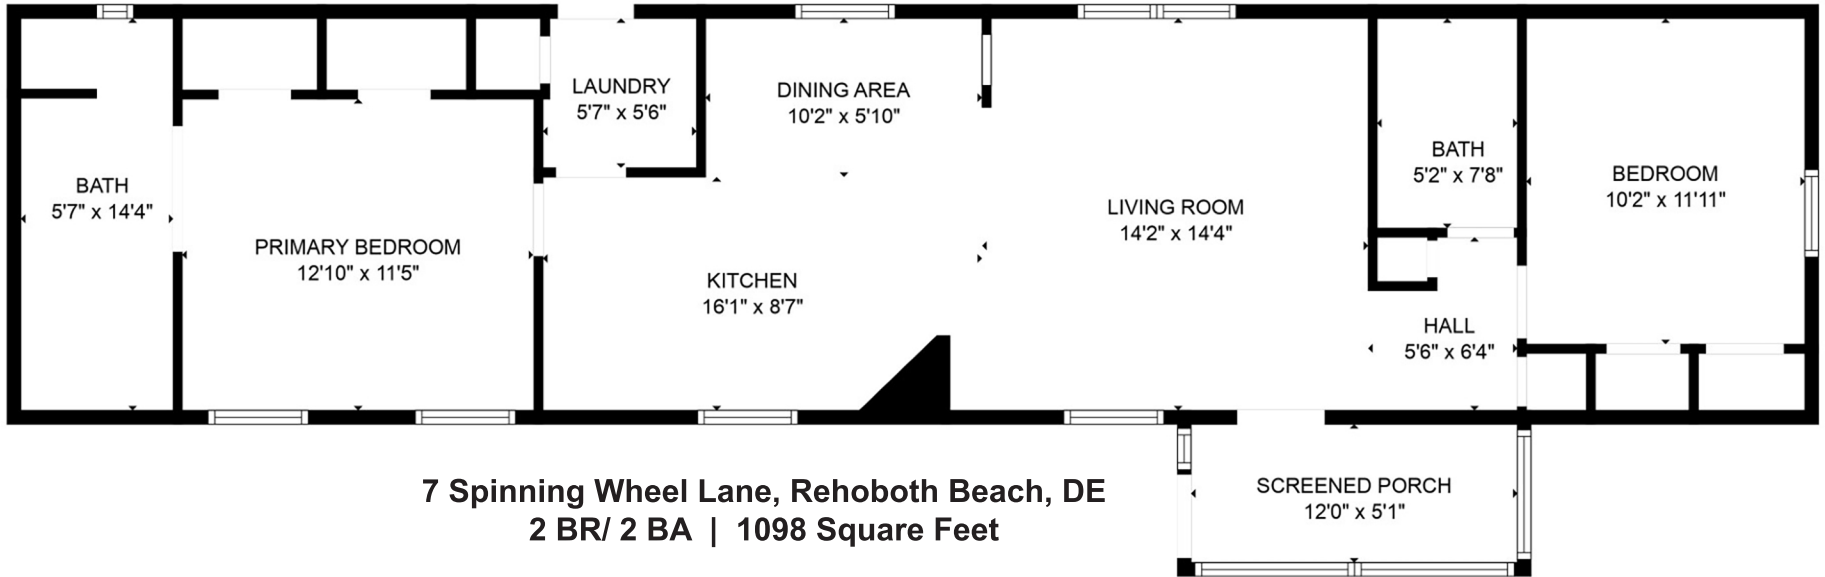 LAUNDRY
5'7" x 5'6"
DINING AREA
10'2" x 5'10"
BATH
5'2" x 7'8"
BEDROOM
10'2" x 11'11"
BATH
5'7" x 14'4"
LIVING ROOM
14'2" x 14'4"
PRIMARY BEDROOM
12'10" x 11'5"
KITCHEN
16'1" x 8'7"
HALL
5'6" x 6'4"
SCREENED PORCH
12'0" x 5'1"
7 Spinning Wheel Lane, Rehoboth Beach, DE
2 BR/ 2 BA | 1098 Square Feet